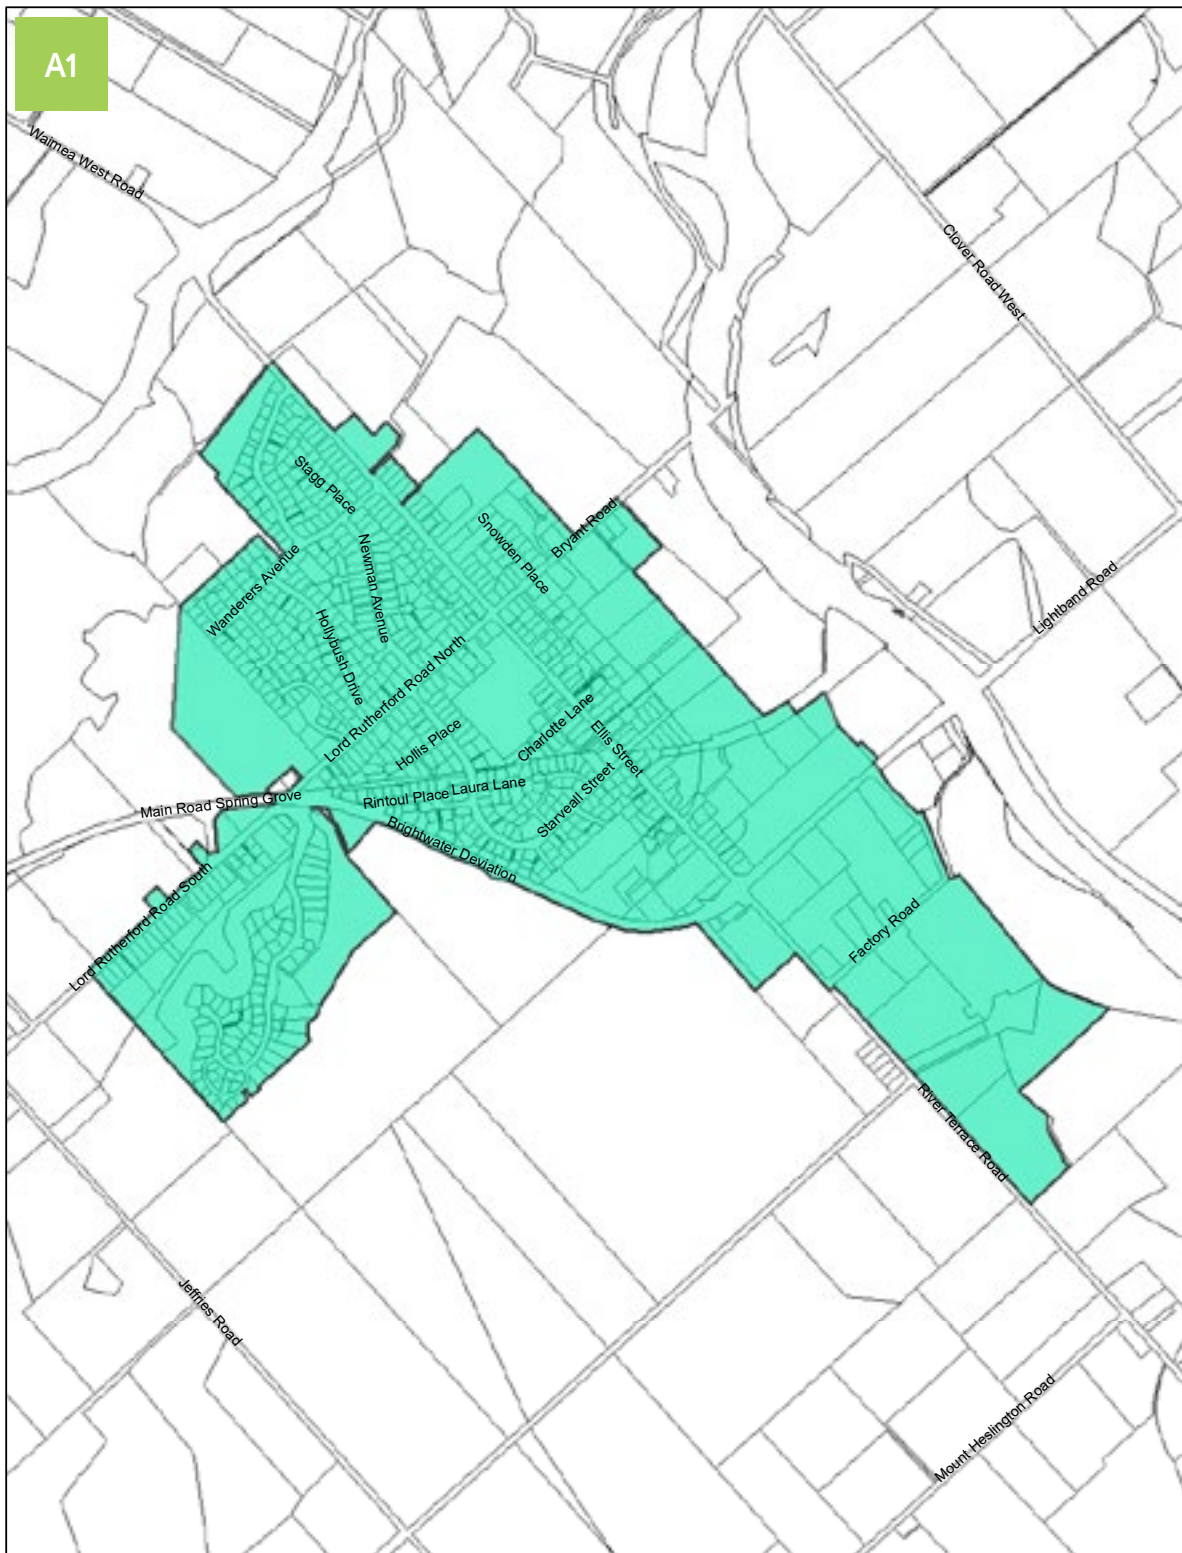 A1
Waimea West Road
Clover Road West
Stagg Place
Snowden Place
Bryant Road
Newman Avenue
Wanderers Avenue
Lightband Road
Hollybush Drive
Lord Rutherford Road North
Charlotte Lane
Hollis Place
Ellis Street
Main Road Spring Grove
Rintoul Place
Laura Lane
Starveall Street
Brightwater Deviation
Lord Rutherford Road South
Factory Road
River Terrace Road
Jeffries Road
Mount Heslington Road